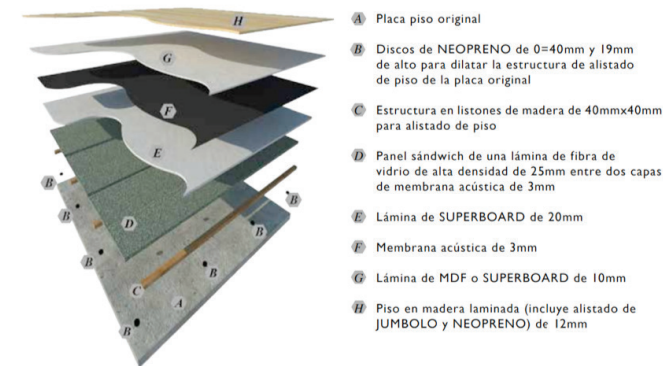 H
G
F
E
D
B
B
B
B
B
B
B
C
A
A Placa piso original
B Discos de NEOPRENO de 0=40mm y 19mm
de alto para dilatar la estructura de alistado
de piso de la placa original
C Estructura en listones de madera de 40mmx40mm
para alistado de piso
D Panel sándwich de una lámina de fibra de
vidrio de alta densidad de 25mm entre dos capas
de membrana acústica de 3mm
E Lámina de SUPERBOARD de 20mm
F Membrana acústica de 3mm
G Lámina de MDF o SUPERBOARD de 10mm
H Piso en madera laminada (incluye alistado de
JUMBOLO y NEOPRENO) de 12mm